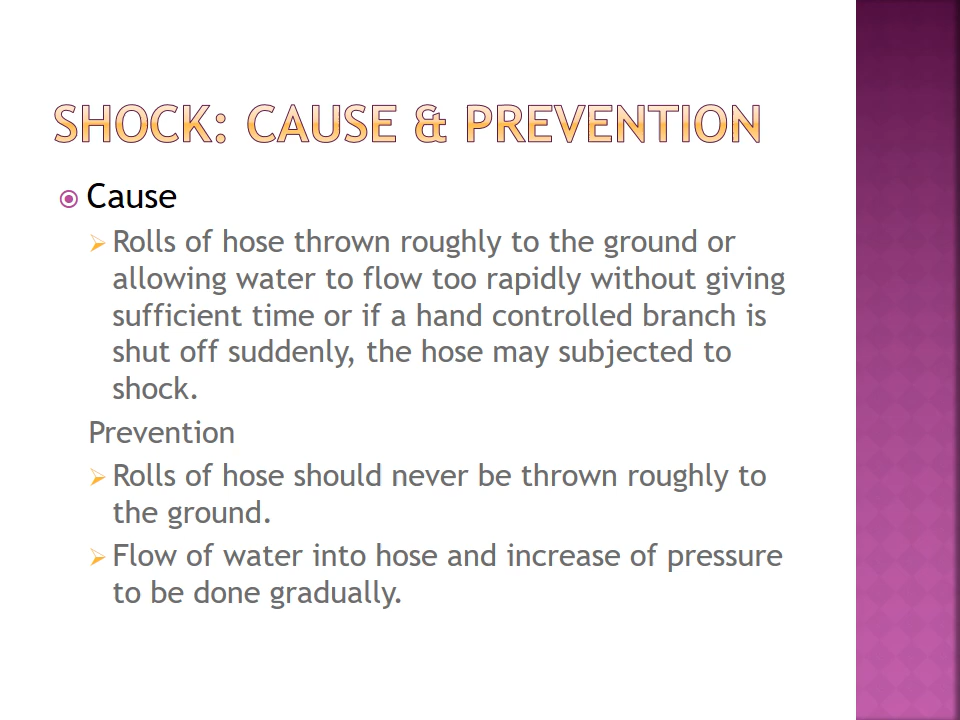 SHOCK: CAUSE & PREVENTION
Cause
Rolls of hose thrown roughly to the ground or
allowing water to flow too rapidly without giving
sufficient time or if a hand controlled branch is
shut off suddenly, the hose may subjected to
shock.
Prevention
Rolls of hose should never be thrown roughly to
the ground.
Flow of water into hose and increase of pressure
to be done gradually.